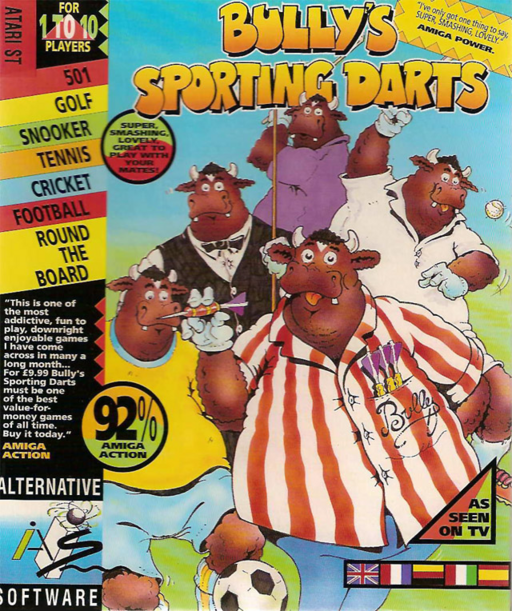 ATARI ST
FOR
1 TO 10
PLAYERS
501
GOLF
SNOOKER
TENNIS
CRICKET
FOOTBALL
ROUND
THE
BOARD
"This is one of
the most
addictive, fun to
play, downright
enjoyable games
I have come
across in many a
long month...
For £9.99 Bully's
Sporting Darts
must be one
of the best
value-for-
money games
of all time.
Buy it today."
AMIGA
ACTION
ALTERNATIVE
SOFTWARE
BULLY'S
SPORTING DARTS
"I've only got one thing to say,
SUPER, SMASHING, LOVELY."
AMIGA POWER.
SUPER,
SMASHING,
LOVELY,
GREAT TO
PLAY WITH
YOUR
MATES!
92%
AMIGA
ACTION
Bully
AS
SEEN
ON TV